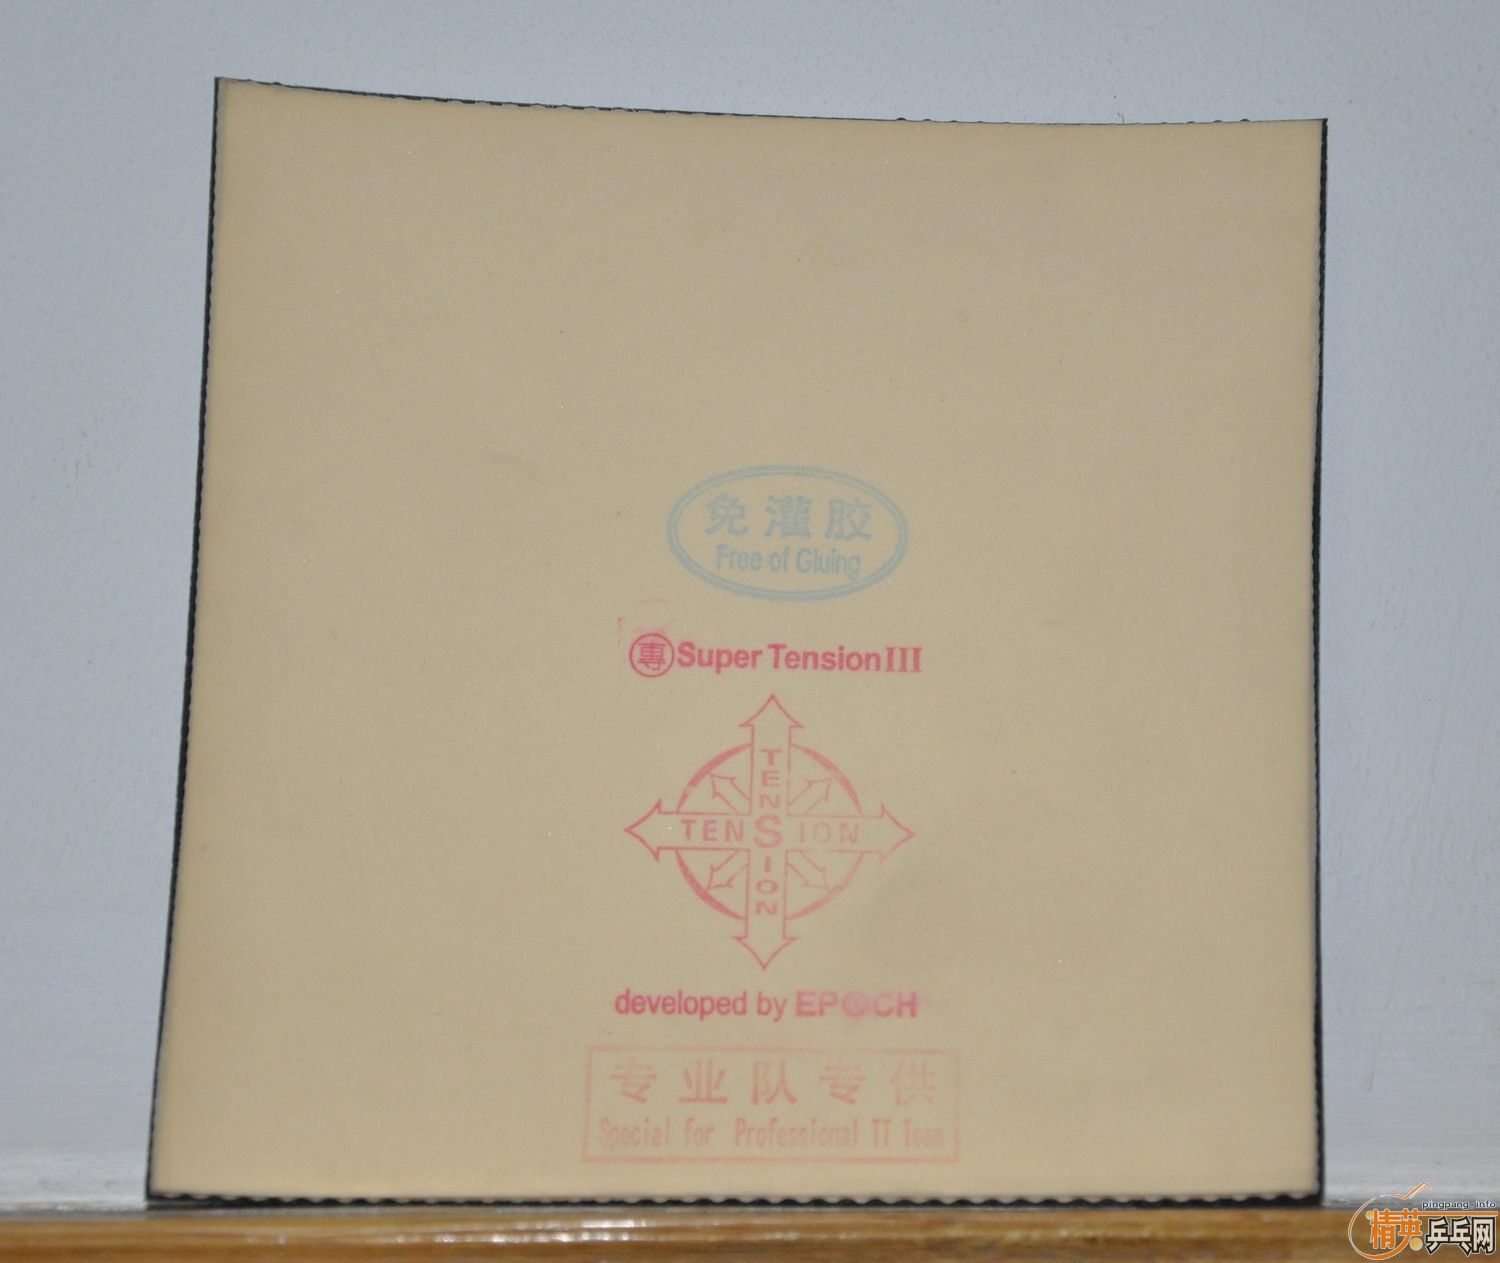 免灌胶
Free of Gluing
專 Super Tension III
TENSION
TENSION
developed by EPOCH
专业队专供
Special for Professional TT Team
pingpang.info
精英乒乓网